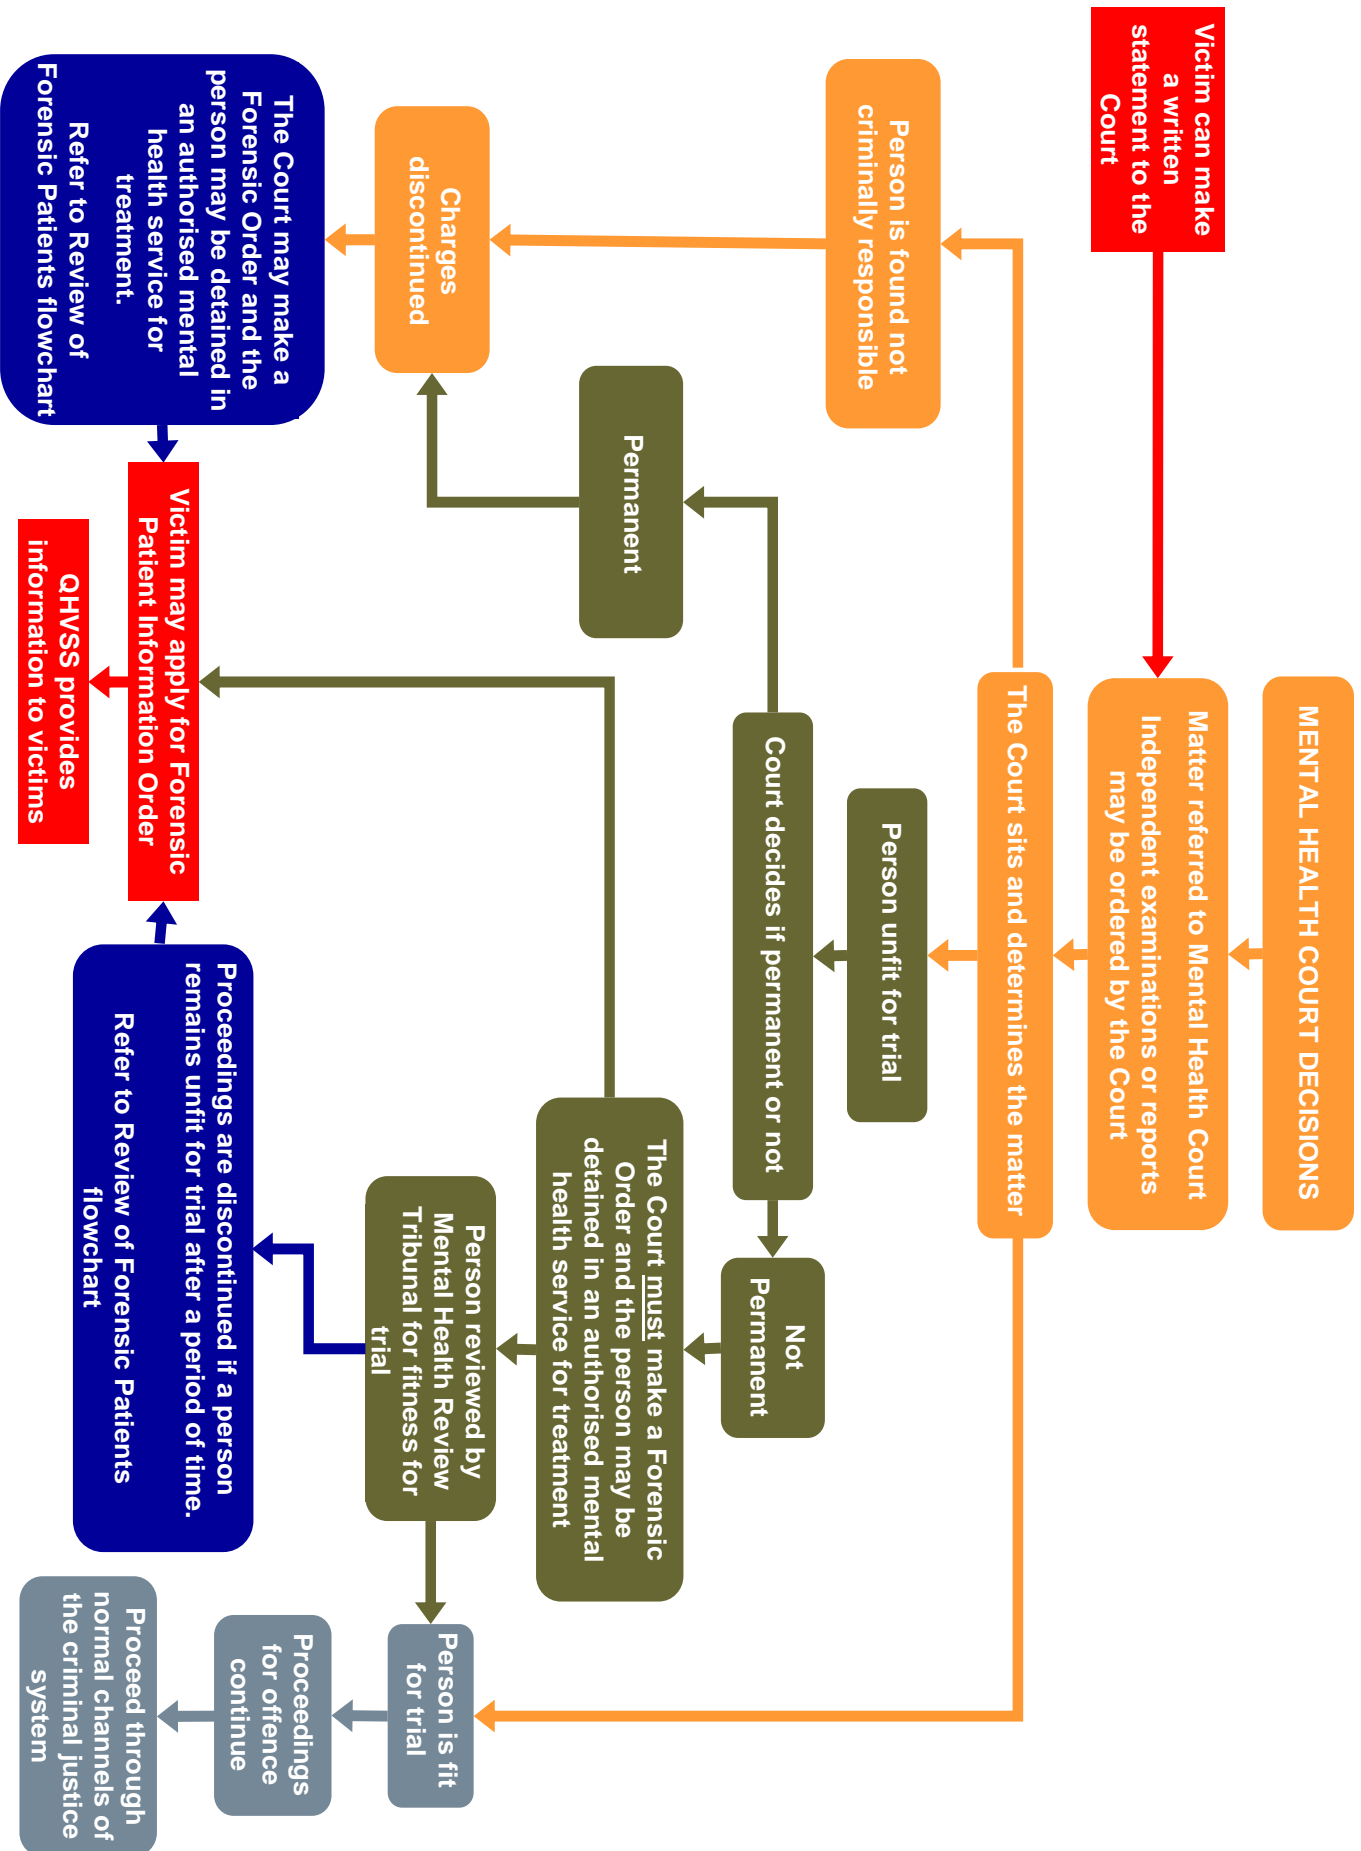 MENTAL HEALTH COURT DECISIONS
Victim can make
a written
statement to the
Court
Matter referred to Mental Health Court
Independent examinations or reports
may be ordered by the Court
The Court sits and determines the matter
Person is found not
criminally responsible
Person unfit for trial
Court decides if permanent or not
Permanent
Not
Permanent
Charges
discontinued
The Court must make a Forensic
Order and the person may be
detained in an authorised mental
health service for treatment
Person reviewed by
Mental Health Review
Tribunal for fitness for
trial
Person is fit
for trial
The Court may make a
Forensic Order and the
person may be detained in
an authorised mental
health service for
treatment.
Refer to Review of
Forensic Patients flowchart
Victim may apply for Forensic
Patient Information Order
QHVSS provides
information to victims
Proceedings are discontinued if a person
remains unfit for trial after a period of time.
Refer to Review of Forensic Patients
flowchart
Proceedings
for offence
continue
Proceed through
normal channels of
the criminal justice
system